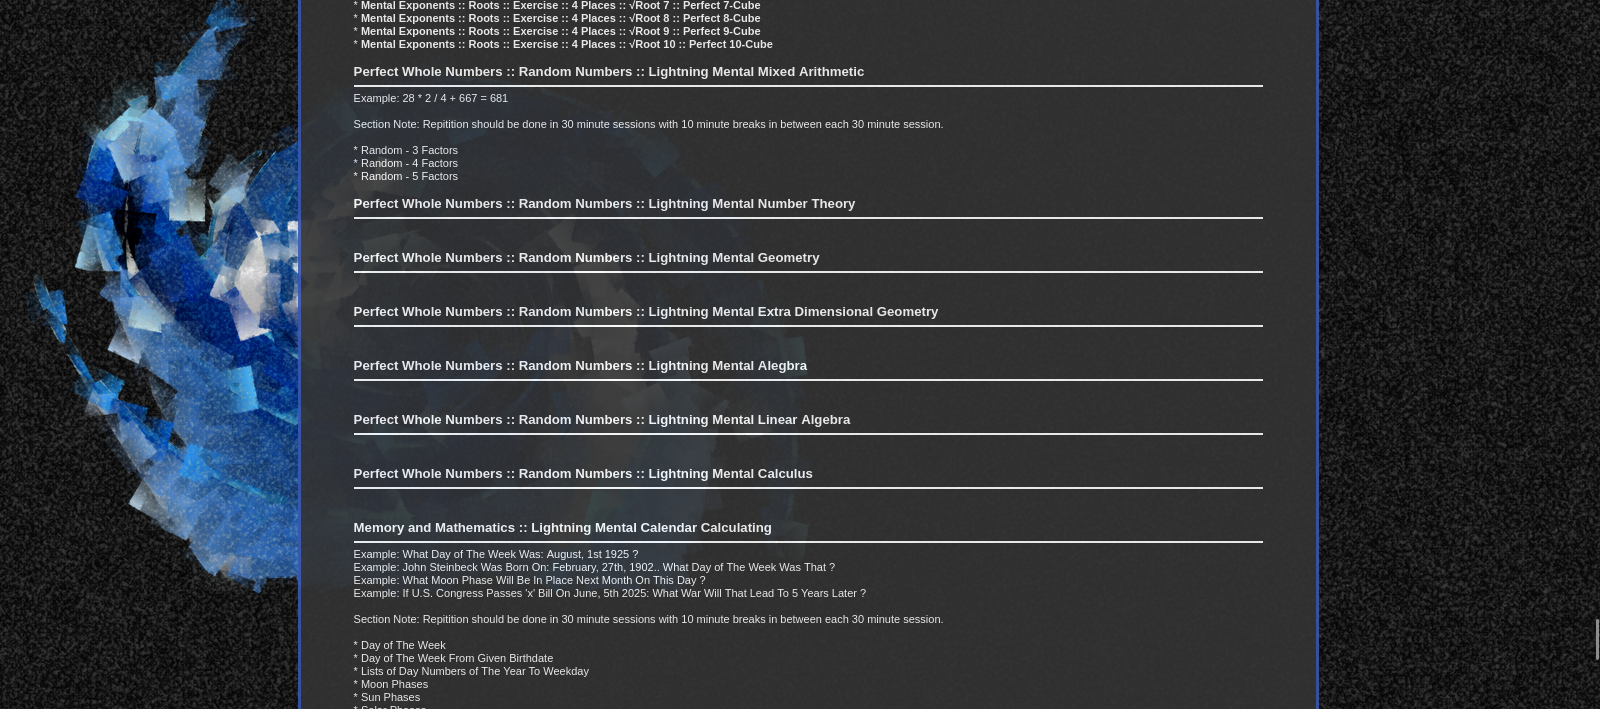 * Mental Exponents :: Roots :: Exercise :: 4 Places :: √Root 7 :: Perfect 7-Cube
* Mental Exponents :: Roots :: Exercise :: 4 Places :: √Root 8 :: Perfect 8-Cube
* Mental Exponents :: Roots :: Exercise :: 4 Places :: √Root 9 :: Perfect 9-Cube
* Mental Exponents :: Roots :: Exercise :: 4 Places :: √Root 10 :: Perfect 10-Cube
Perfect Whole Numbers :: Random Numbers :: Lightning Mental Mixed Arithmetic
Example: 28 * 2 / 4 + 667 = 681
Section Note: Repitition should be done in 30 minute sessions with 10 minute breaks in between each 30 minute session.
* Random - 3 Factors
* Random - 4 Factors
* Random - 5 Factors
Perfect Whole Numbers :: Random Numbers :: Lightning Mental Number Theory
Perfect Whole Numbers :: Random Numbers :: Lightning Mental Geometry
Perfect Whole Numbers :: Random Numbers :: Lightning Mental Extra Dimensional Geometry
Perfect Whole Numbers :: Random Numbers :: Lightning Mental Alegbra
Perfect Whole Numbers :: Random Numbers :: Lightning Mental Linear Algebra
Perfect Whole Numbers :: Random Numbers :: Lightning Mental Calculus
Memory and Mathematics :: Lightning Mental Calendar Calculating
Example: What Day of The Week Was: August, 1st 1925 ?
Example: John Steinbeck Was Born On: February, 27th, 1902.. What Day of The Week Was That ?
Example: What Moon Phase Will Be In Place Next Month On This Day ?
Example: If U.S. Congress Passes 'x' Bill On June, 5th 2025: What War Will That Lead To 5 Years Later ?
Section Note: Repitition should be done in 30 minute sessions with 10 minute breaks in between each 30 minute session.
* Day of The Week
* Day of The Week From Given Birthdate
* Lists of Day Numbers of The Year To Weekday
* Moon Phases
* Sun Phases